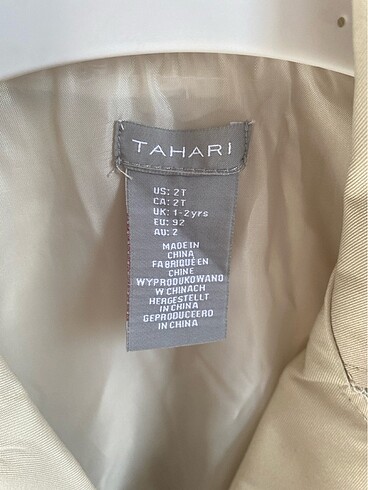 TAHARI
US: 2T
CA: 2T
UK: 1-2yrs
EU: 92
AU: 2
MADE IN
CHINA
FABRIQUÉ EN
CHINE
WYPRODUKOWANO
W CHINACH
HERGESTELLT
IN CHINA
GEPRODUCEERD
IN CHINA